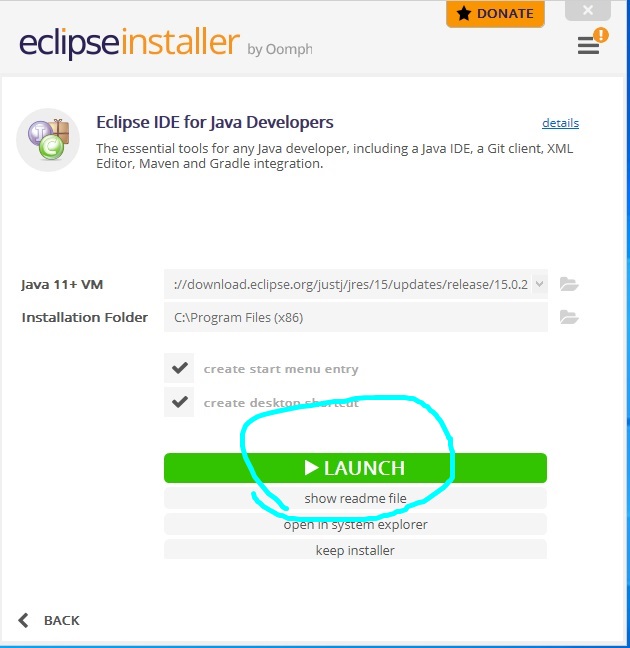 DONATE
eclipseinstaller by Oomph
Eclipse IDE for Java Developers
details
The essential tools for any Java developer, including a Java IDE, a Git client, XML
Editor, Maven and Gradle integration.
Java 11+ VM
://download.eclipse.org/justj/jres/15/updates/release/15.0.2
Installation Folder
C:\Program Files (x86)
create start menu entry
create desktop shortcut
LAUNCH
show readme file
open in system explorer
keep installer
BACK